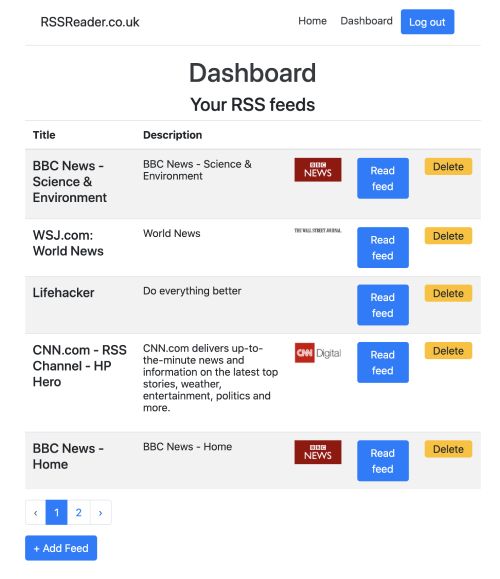 RSSReader.co.uk Home Dashboard Log out
Dashboard
Your RSS feeds
Title Description
BBC News -
Science &
Environment
BBC News - Science &
Environment
BBC
NEWS
Read
feed
Delete
WSJ.com:
World News
World News
THE WALL STREET JOURNAL
Read
feed
Delete
Lifehacker
Do everything better
Read
feed
Delete
CNN.com - RSS
Channel - HP
Hero
CNN.com delivers up-to-
the-minute news and
information on the latest top
stories, weather,
entertainment, politics and
more.
CNN Digital
Read
feed
Delete
BBC News -
Home
BBC News - Home
BBC
NEWS
Read
feed
Delete
‹ 1 2 ›
+ Add Feed